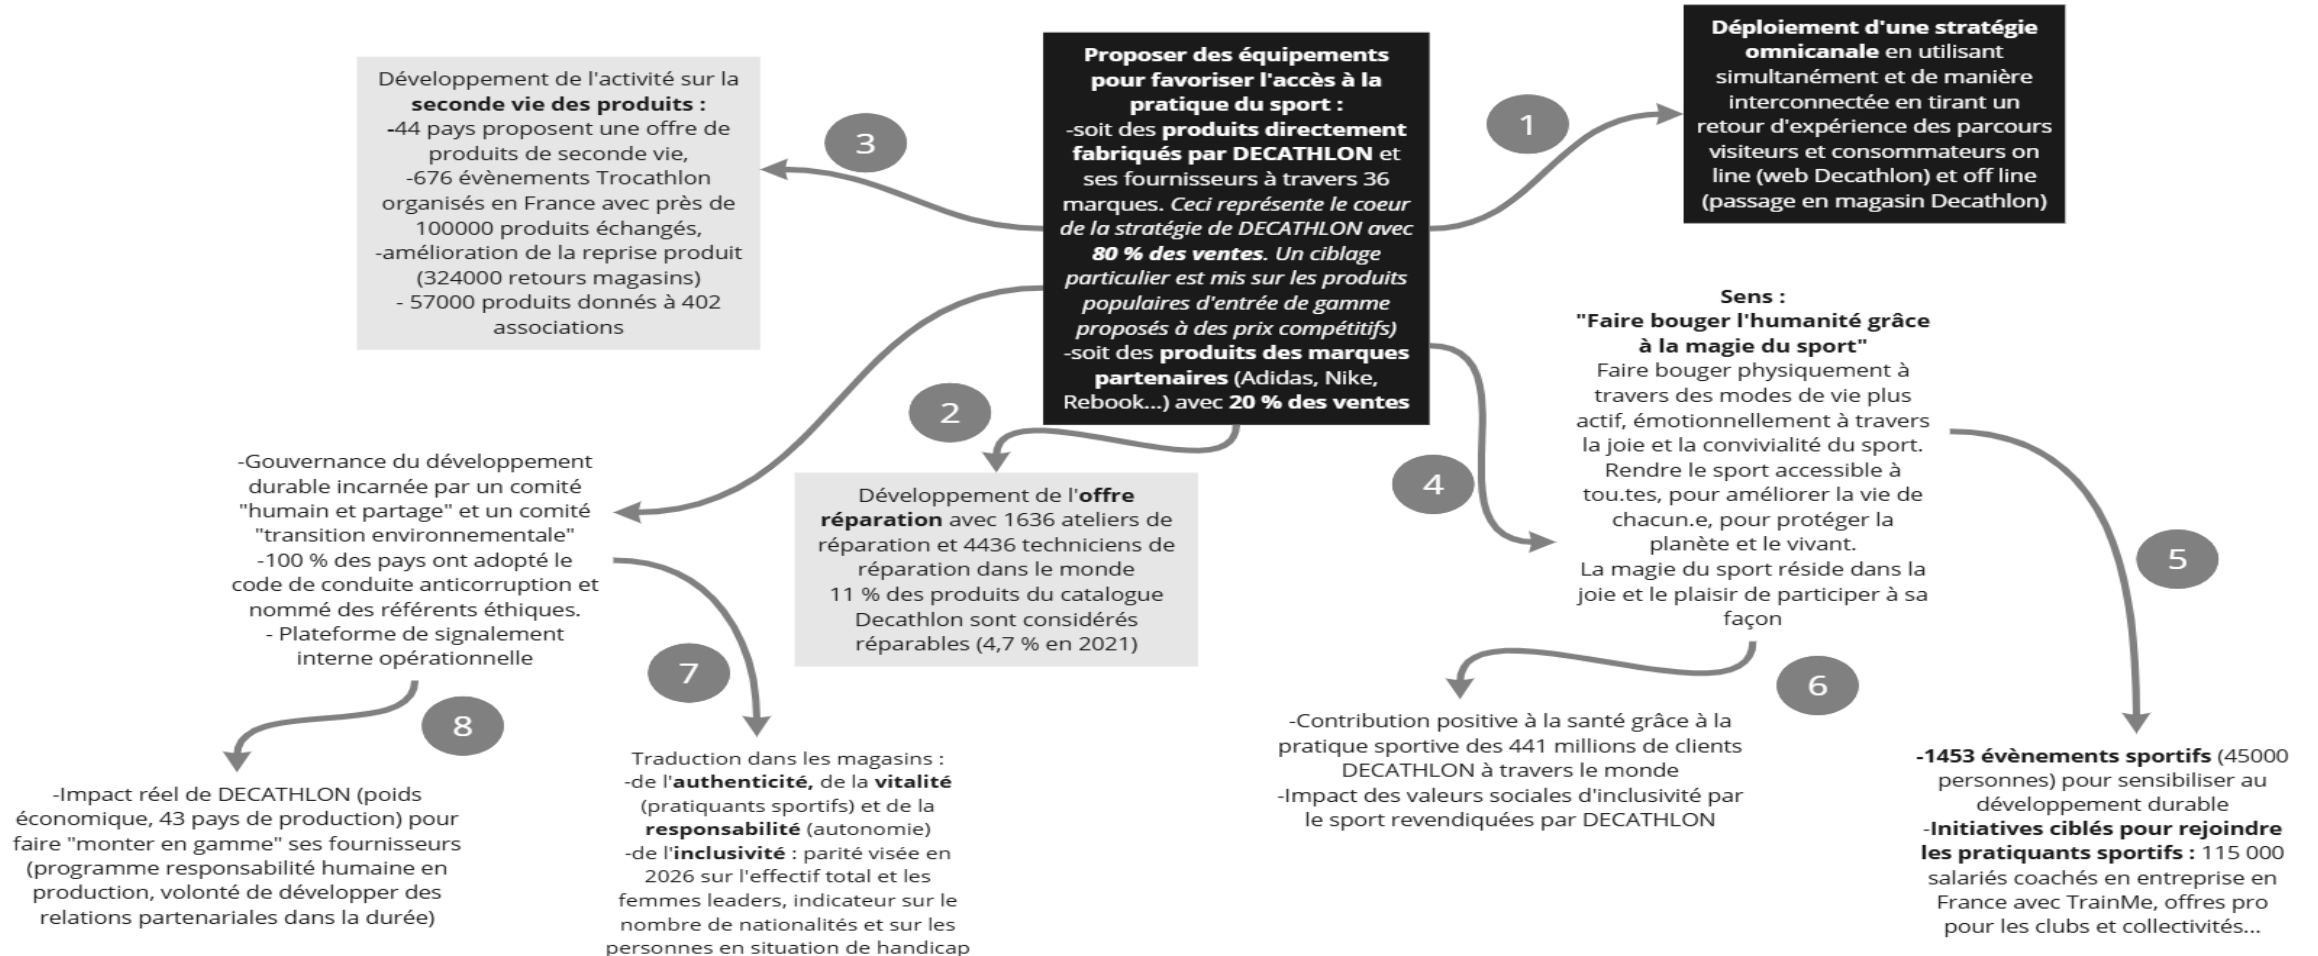 Proposer des équipements
pour favoriser l'accès à la
pratique du sport :
-soit des produits directement
fabriqués par DECATHLON et
ses fournisseurs à travers 36
marques. Ceci représente le coeur
de la stratégie de DECATHLON avec
80 % des ventes. Un ciblage
particulier est mis sur les produits
populaires d'entrée de gamme
proposés à des prix compétitifs)
-soit des produits des marques
partenaires (Adidas, Nike,
Rebook...) avec 20 % des ventes
1
Déploiement d'une stratégie
omnicanale en utilisant
simultanément et de manière
interconnectée en tirant un
retour d'expérience des parcours
visiteurs et consommateurs on
line (web Decathlon) et off line
(passage en magasin Decathlon)
2
Développement de l'offre
réparation avec 1636 ateliers de
réparation et 4436 techniciens de
réparation dans le monde
11 % des produits du catalogue
Decathlon sont considérés
réparables (4,7 % en 2021)
3
Développement de l'activité sur la
seconde vie des produits :
-44 pays proposent une offre de
produits de seconde vie,
-676 évènements Trocathlon
organisés en France avec près de
100000 produits échangés,
-amélioration de la reprise produit
(324000 retours magasins)
- 57000 produits donnés à 402
associations
4
Sens :
"Faire bouger l'humanité grâce
à la magie du sport"
Faire bouger physiquement à
travers des modes de vie plus
actif, émotionnellement à travers
la joie et la convivialité du sport.
Rendre le sport accessible à
tou.tes, pour améliorer la vie de
chacun.e, pour protéger la
planète et le vivant.
La magie du sport réside dans la
joie et le plaisir de participer à sa
façon
5
-1453 évènements sportifs (45000
personnes) pour sensibiliser au
développement durable
-Initiatives ciblés pour rejoindre
les pratiquants sportifs : 115 000
salariés coachés en entreprise en
France avec TrainMe, offres pro
pour les clubs et collectivités...
6
-Contribution positive à la santé grâce à la
pratique sportive des 441 millions de clients
DECATHLON à travers le monde
-Impact des valeurs sociales d'inclusivité par
le sport revendiquées par DECATHLON
-Gouvernance du développement
durable incarnée par un comité
"humain et partage" et un comité
"transition environnementale"
-100 % des pays ont adopté le
code de conduite anticorruption et
nommé des référents éthiques.
- Plateforme de signalement
interne opérationnelle
7
Traduction dans les magasins :
-de l'authenticité, de la vitalité
(pratiquants sportifs) et de la
responsabilité (autonomie)
-de l'inclusivité : parité visée en
2026 sur l'effectif total et les
femmes leaders, indicateur sur le
nombre de nationalités et sur les
personnes en situation de handicap
8
-Impact réel de DECATHLON (poids
économique, 43 pays de production) pour
faire "monter en gamme" ses fournisseurs
(programme responsabilité humaine en
production, volonté de développer des
relations partenariales dans la durée)